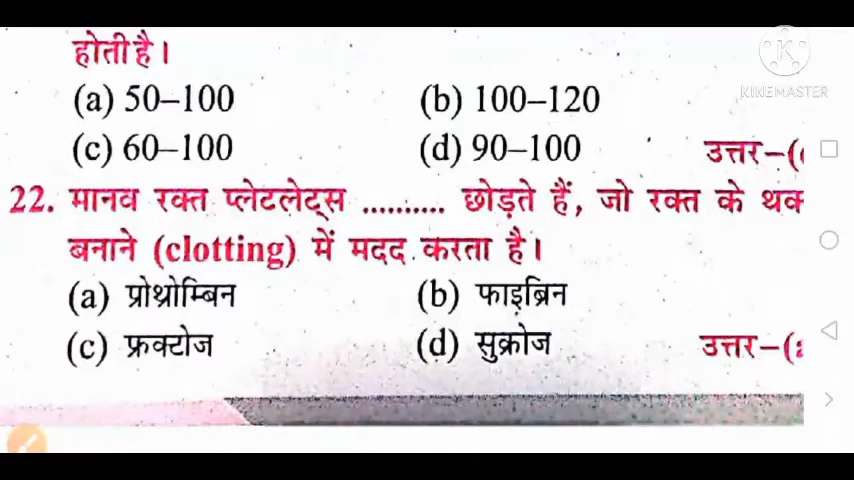 होती है।
KINEMASTER
(a) 50–100 (b) 100–120
(c) 60–100 (d) 90–100 उत्तर–(
22. मानव रक्त प्लेटलेट्स .......... छोड़ते हैं, जो रक्त के
बनाने (clotting) में मदद करता है।
(a) प्रोथ्रोम्बिन (b) फाइब्रिन
(c) फ्रक्टोज (d) सुक्रोज उत्तर–(